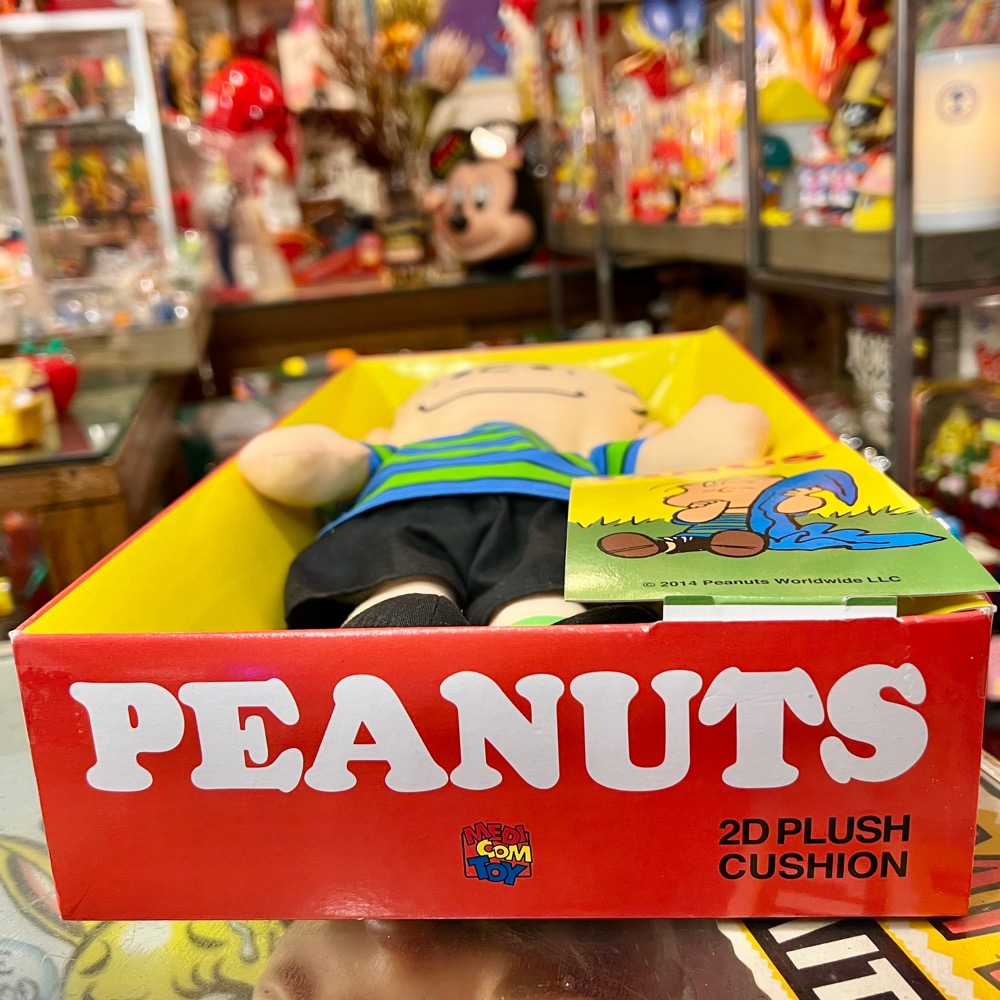 © 2014 Peanuts Worldwide LLC
PEANUTS
MEDI
COM
TOY
2D PLUSH
CUSHION